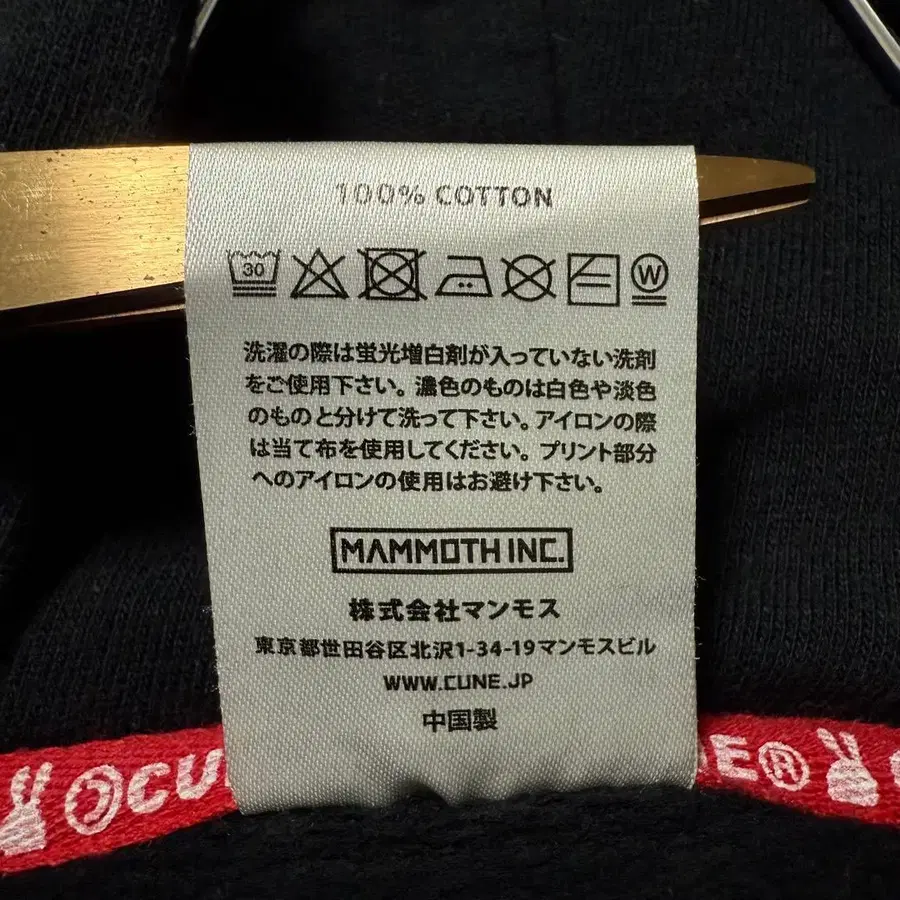 100% COTTON
30
W
洗濯の際は蛍光増白剤が入っていない洗剤
をご使用下さい。濃色のものは白色や淡色
のものと分けて洗って下さい。アイロンの際
は当て布を使用してください。プリント部分
へのアイロンの使用はお避け下さい。
MAMMOTH INC.
株式会社マンモス
東京都世田谷区北沢1-34-19マンモスビル
WWW.CUNE.JP
中国製
CU
E®